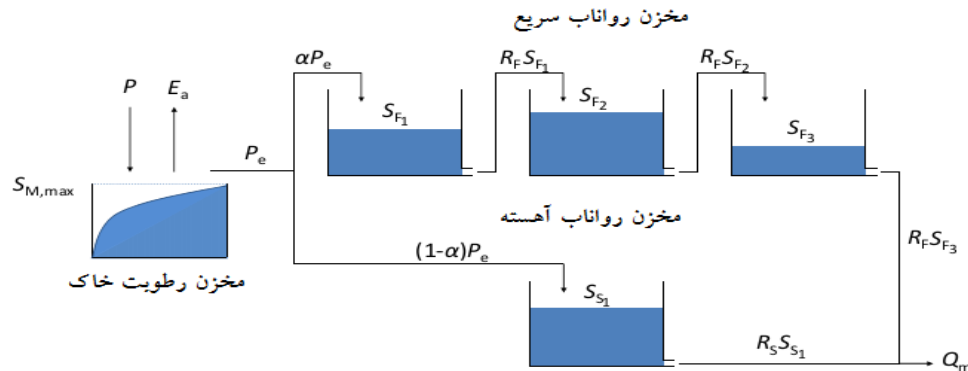 مخزن رواناب سریع
αPe
RFSF1
RFSF2
P
Ea
SF1
SF2
SF3
Pe
SM,max
مخزن رواناب آهسته
(1-α)Pe
RFSF3
مخزن رطوبت خاک
SS1
RSSS1
Qm